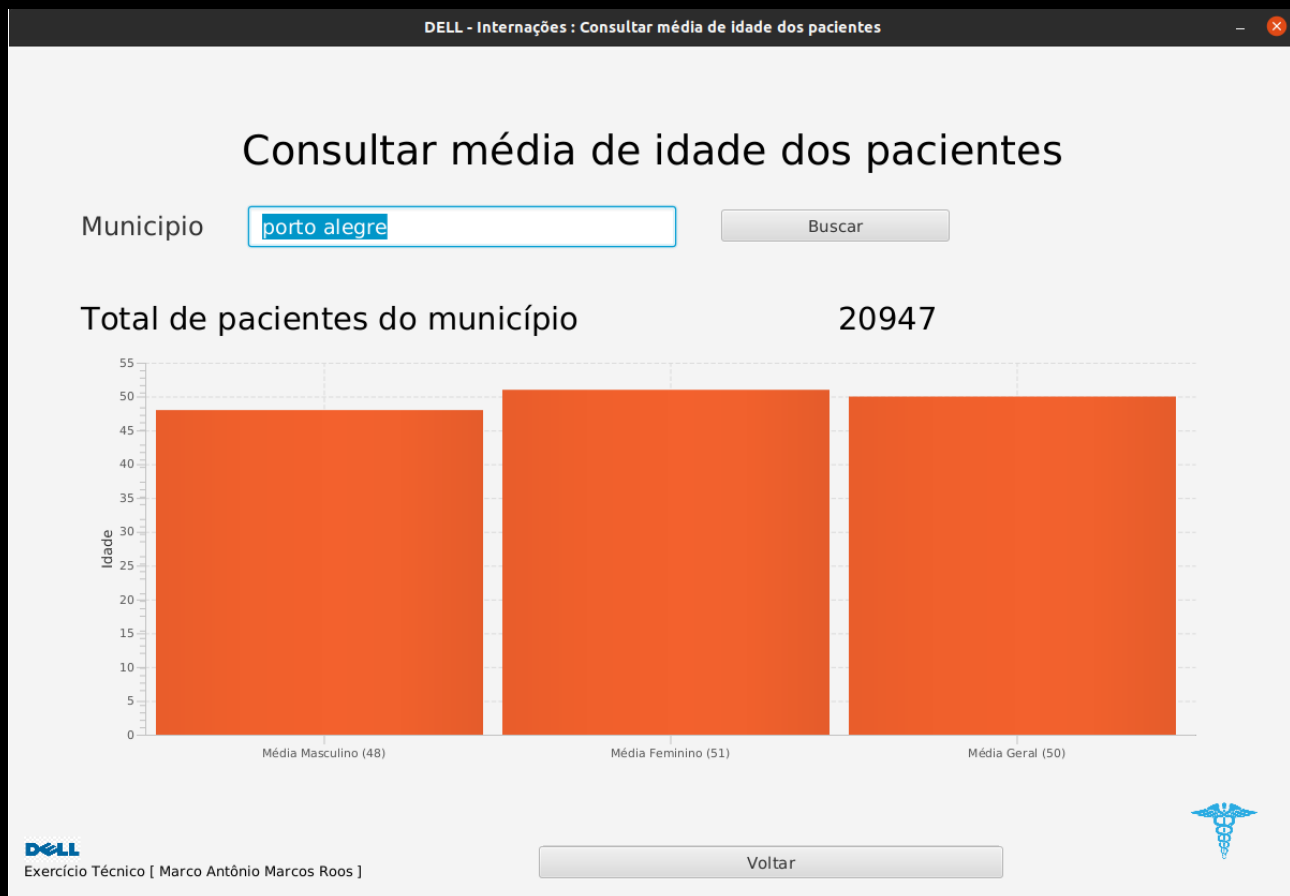 DELL - Internações : Consultar média de idade dos pacientes
Consultar média de idade dos pacientes
Municipio porto alegre Buscar
Total de pacientes do município 20947
55
50
45
40
35
30
25
20
15
10
5
0
Idade
Média Masculino (48) Média Feminino (51) Média Geral (50)
DELL
Exercício Técnico [ Marco Antônio Marcos Roos ]
Voltar